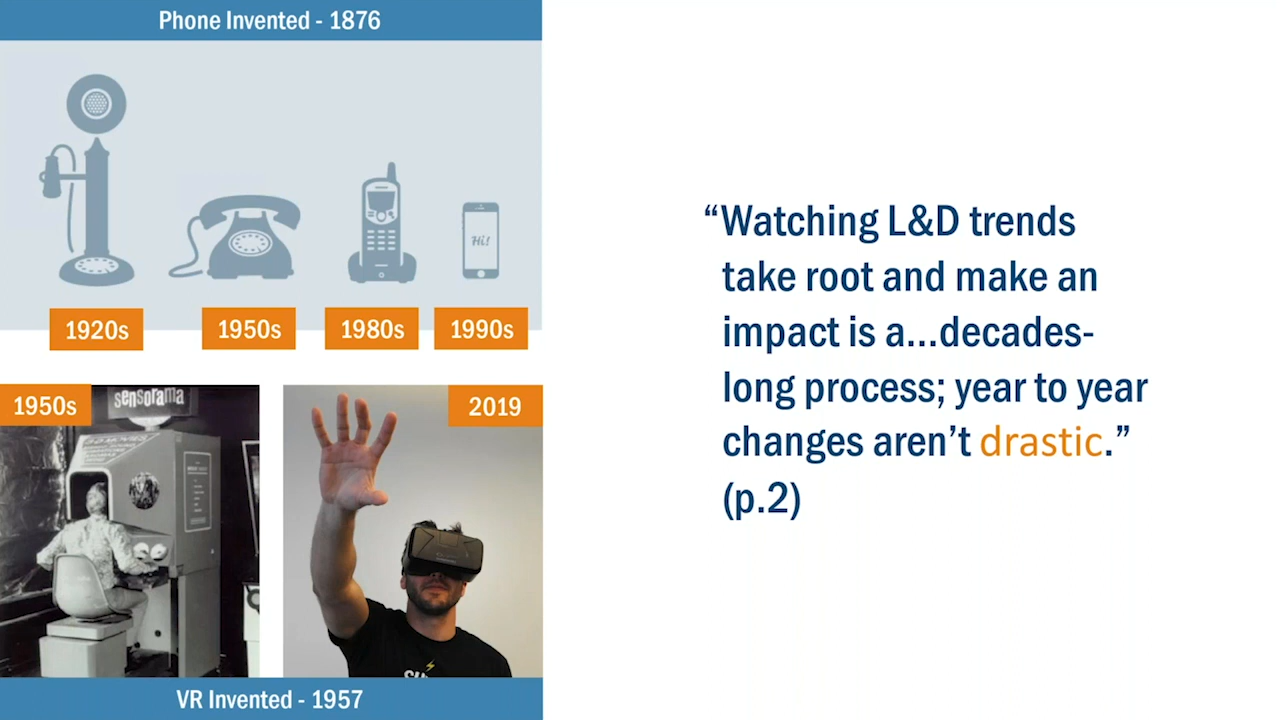 Phone Invented - 1876
Hi!
1920s
1950s
1980s
1990s
1950s
sensorama
2019
VR Invented - 1957
“Watching L&D trends
take root and make an
impact is a...decades-
long process; year to year
changes aren’t drastic.”
(p.2)